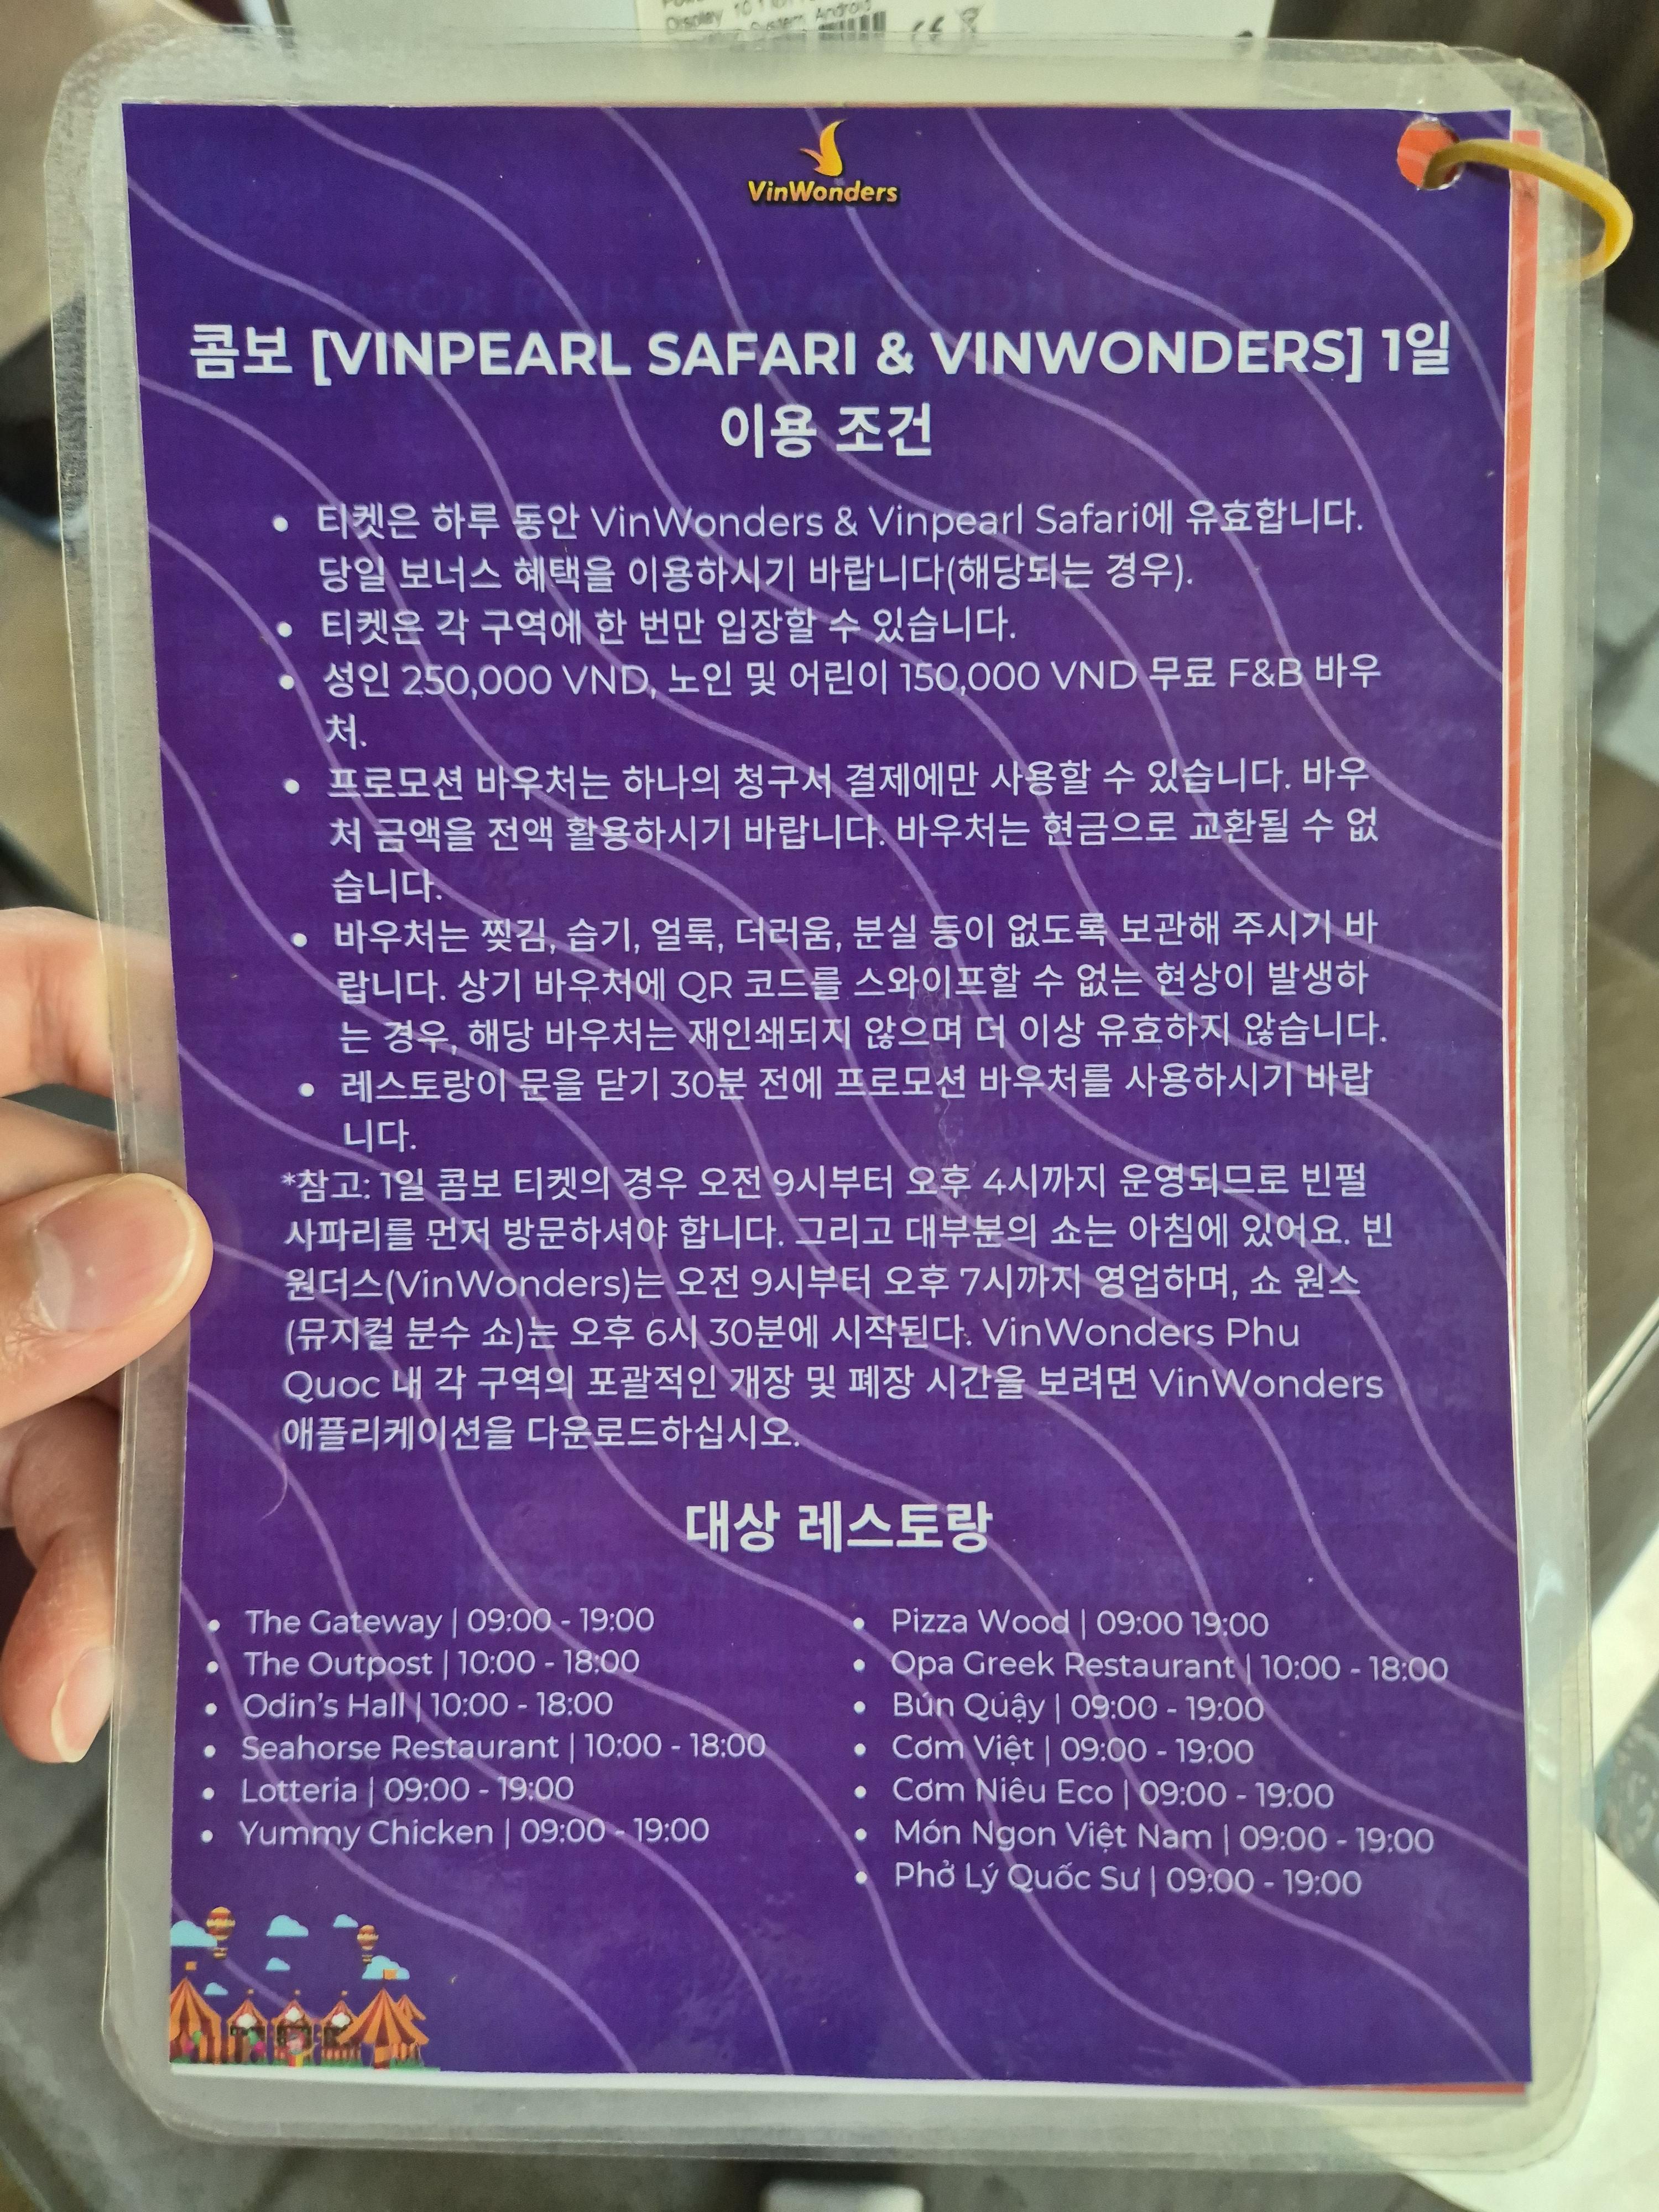 Display 10.1
System Android
CE
VinWonders
콤보 [VINPEARL SAFARI & VINWONDERS] 1일
이용 조건
• 티켓은 하루 동안 VinWonders & Vinpearl Safari에 유효합니다.
당일 보너스 혜택을 이용하시기 바랍니다(해당되는 경우).
• 티켓은 각 구역에 한 번만 입장할 수 있습니다.
• 성인 250,000 VND, 노인 및 어린이 150,000 VND 무료 F&B 바우
처.
• 프로모션 바우처는 하나의 청구서 결제에만 사용할 수 있습니다. 바우
처 금액을 전액 활용하시기 바랍니다. 바우처는 현금으로 교환될 수 없
습니다.
• 바우처는 찢김, 습기, 얼룩, 더러움, 분실 등이 없도록 보관해 주시기 바
랍니다. 상기 바우처에 QR 코드를 스와이프할 수 없는 현상이 발생하
는 경우, 해당 바우처는 재인쇄되지 않으며 더 이상 유효하지 않습니다.
• 레스토랑이 문을 닫기 30분 전에 프로모션 바우처를 사용하시기 바랍
니다.
*참고: 1일 콤보 티켓의 경우 오전 9시부터 오후 4시까지 운영되므로 빈펄
사파리를 먼저 방문하셔야 합니다. 그리고 대부분의 쇼는 아침에 있어요. 빈
원더스(VinWonders)는 오전 9시부터 오후 7시까지 영업하며, 쇼 원스
(뮤지컬 분수 쇼)는 오후 6시 30분에 시작된다. VinWonders Phu
Quoc 내 각 구역의 포괄적인 개장 및 폐장 시간을 보려면 VinWonders
애플리케이션을 다운로드하십시오.
대상 레스토랑
• The Gateway | 09:00 - 19:00
• The Outpost | 10:00 - 18:00
• Odin's Hall | 10:00 - 18:00
• Seahorse Restaurant | 10:00 - 18:00
• Lotteria | 09:00 - 19:00
• Yummy Chicken | 09:00 - 19:00
• Pizza Wood | 09:00 19:00
• Opa Greek Restaurant | 10:00 - 18:00
• Bún Quậy | 09:00 - 19:00
• Cơm Việt | 09:00 - 19:00
• Cơm Niêu Eco | 09:00 - 19:00
• Món Ngon Việt Nam | 09:00 - 19:00
• Phở Lý Quốc Sư | 09:00 - 19:00